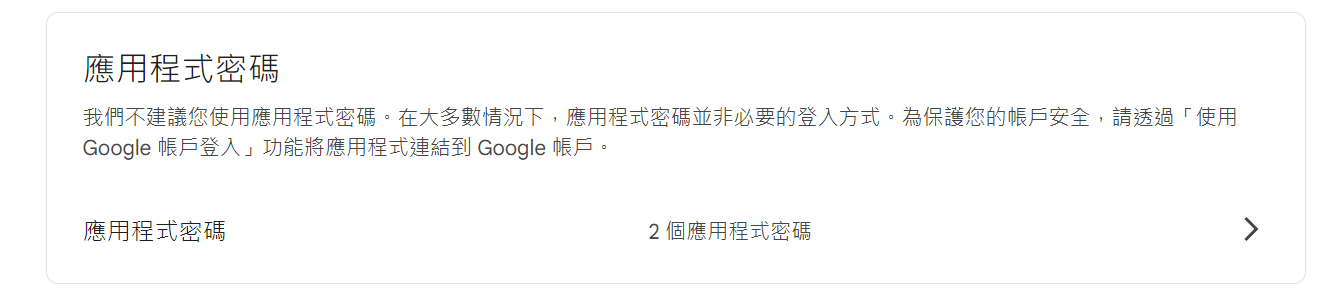 應用程式密碼
我們不建議您使用應用程式密碼。在大多數情況下，應用程式密碼並非必要的登入方式。為保護您的帳戶安全，請透過「使用
Google 帳戶登入」功能將應用程式連結到 Google 帳戶。
應用程式密碼 2 個應用程式密碼